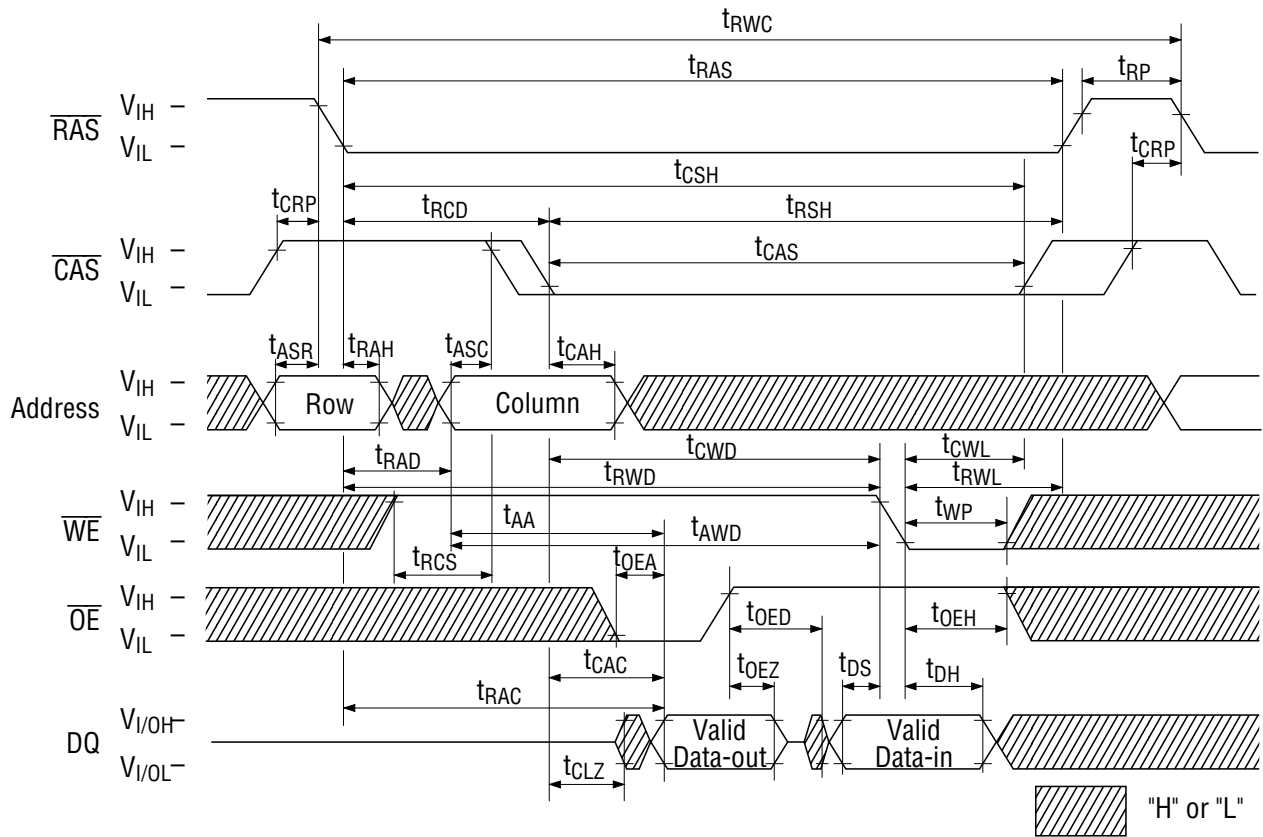 tRWC
tRAS
tRP
RAS
VIH
VIL
tCRP
tCSH
tCRP
tRCD
tRSH
CAS
VIH
VIL
tCAS
tASR
tRAH
tASC
tCAH
Address
VIH
VIL
Row
Column
tCWD
tCWL
tRAD
tRWD
tRWL
WE
VIH
VIL
tAA
tAWD
tWP
tRCS
tOEA
OE
VIH
VIL
tOED
tOEH
tCAC
tOEZ
tDS
tDH
tRAC
DQ
VI/OH
VI/OL
Valid
Data-out
Valid
Data-in
tCLZ
"H" or "L"